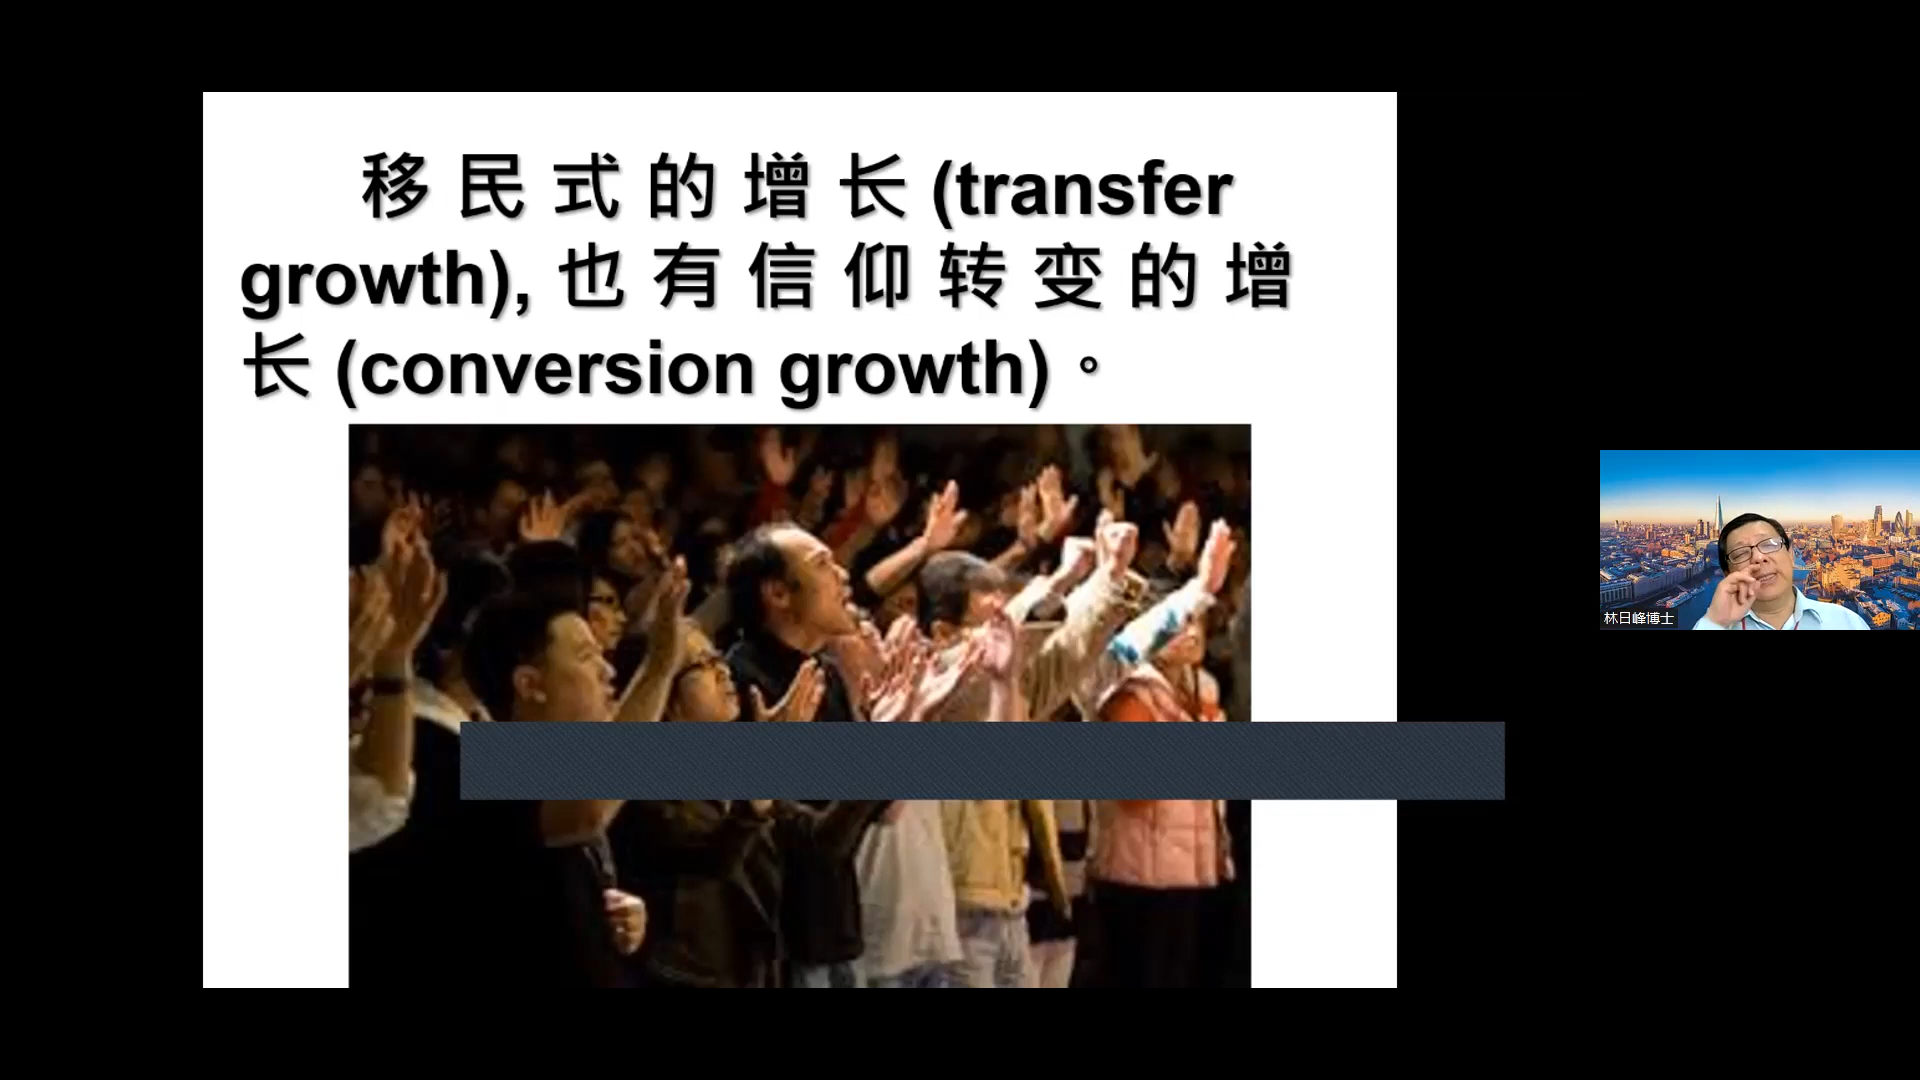 移民式的增长 (transfer
growth), 也有信仰转变的增
长 (conversion growth)。
林日峰博士